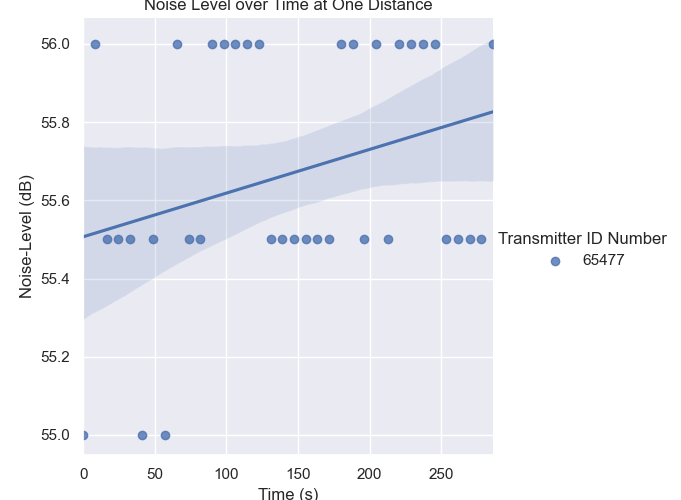 Noise Level over Time at One Distance
56.0
55.8
55.6
55.4
55.2
55.0
Noise-Level (dB)
0 50 100 150 200 250
Time (s)
Transmitter ID Number
65477